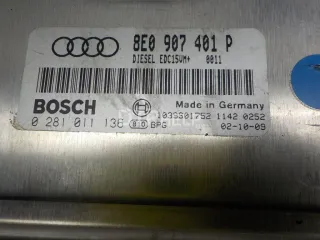 8E0 907 401 P
DIESEL EDC15VM+ 0011
BOSCH
Made in Germany
0 281 011 136
1039S01752 1142 0252
BPG 02-10-09